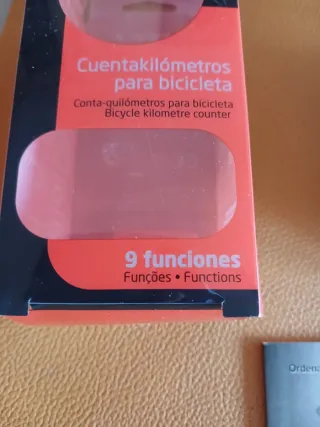 Cuentakilómetros
para bicicleta
Conta-quilómetros para bicicleta
Bicycle kilometre counter
9 funciones
Funções • Functions